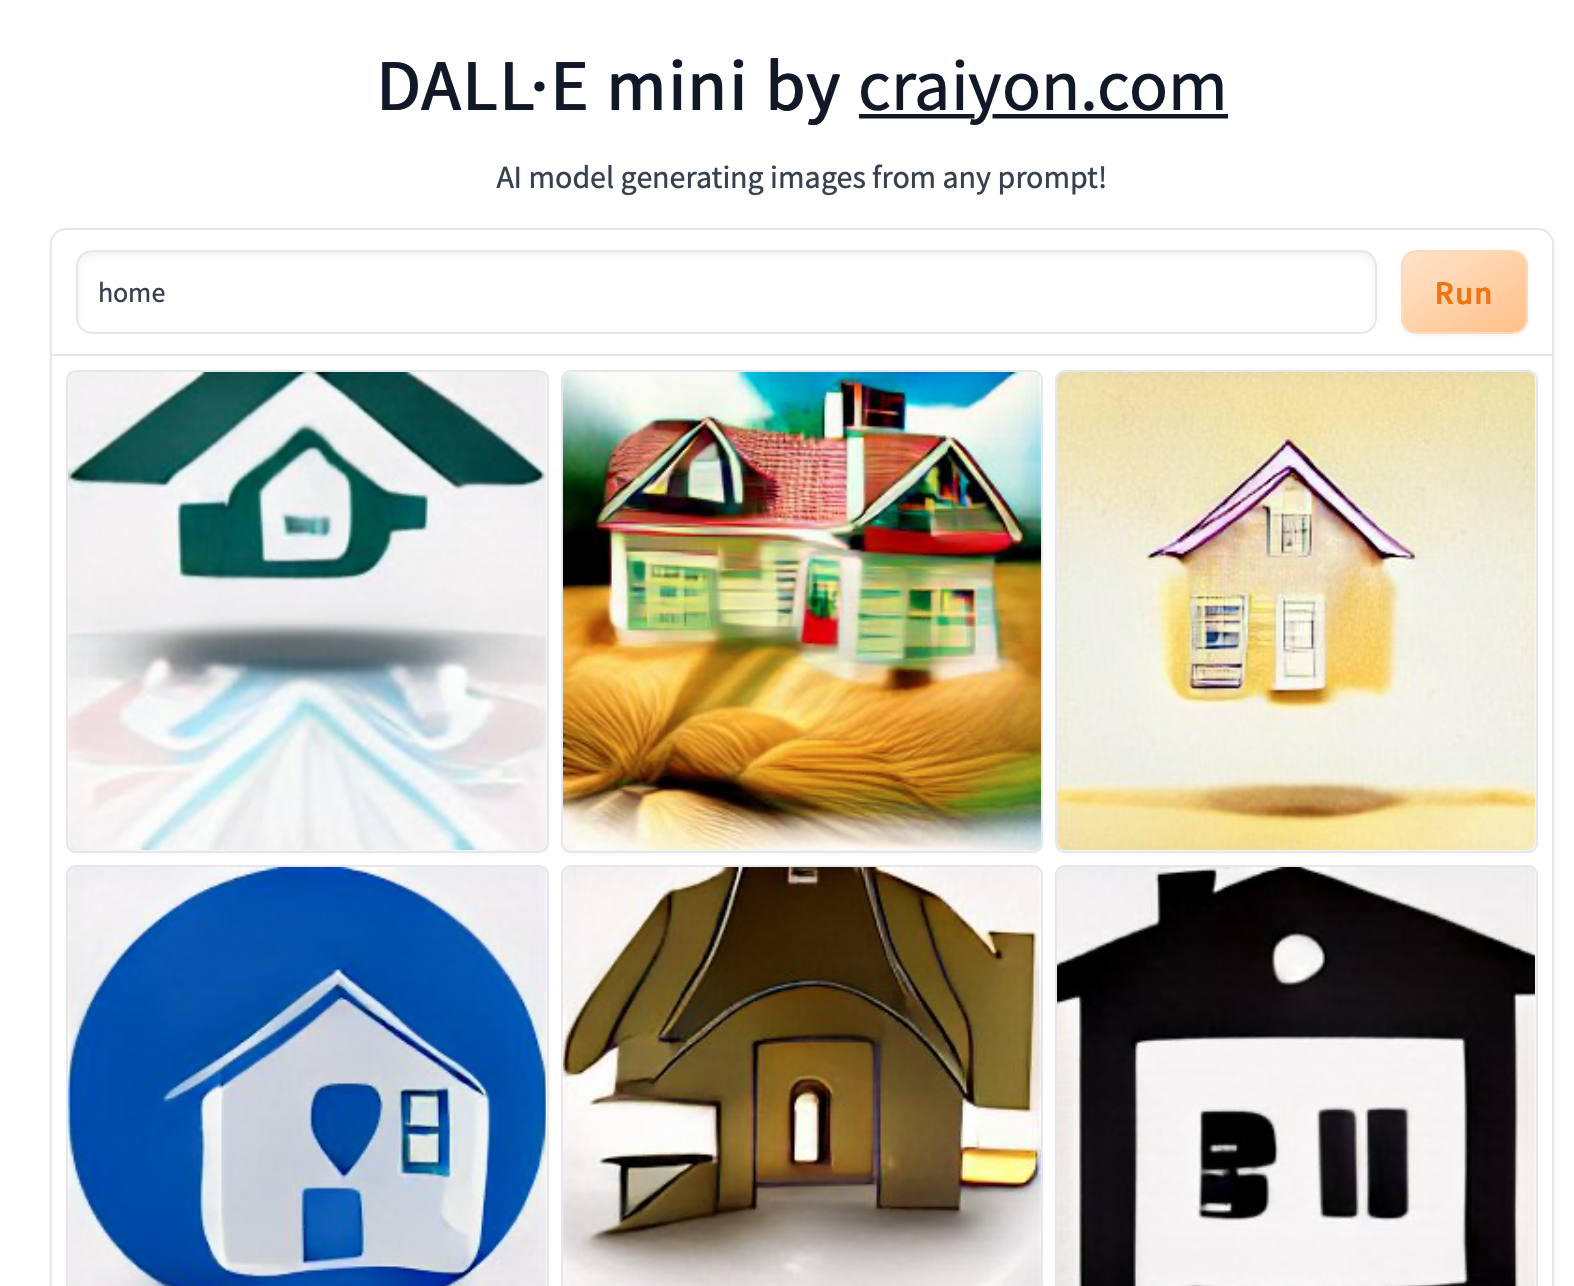 DALL·E mini by craiyon.com
AI model generating images from any prompt!
home
Run